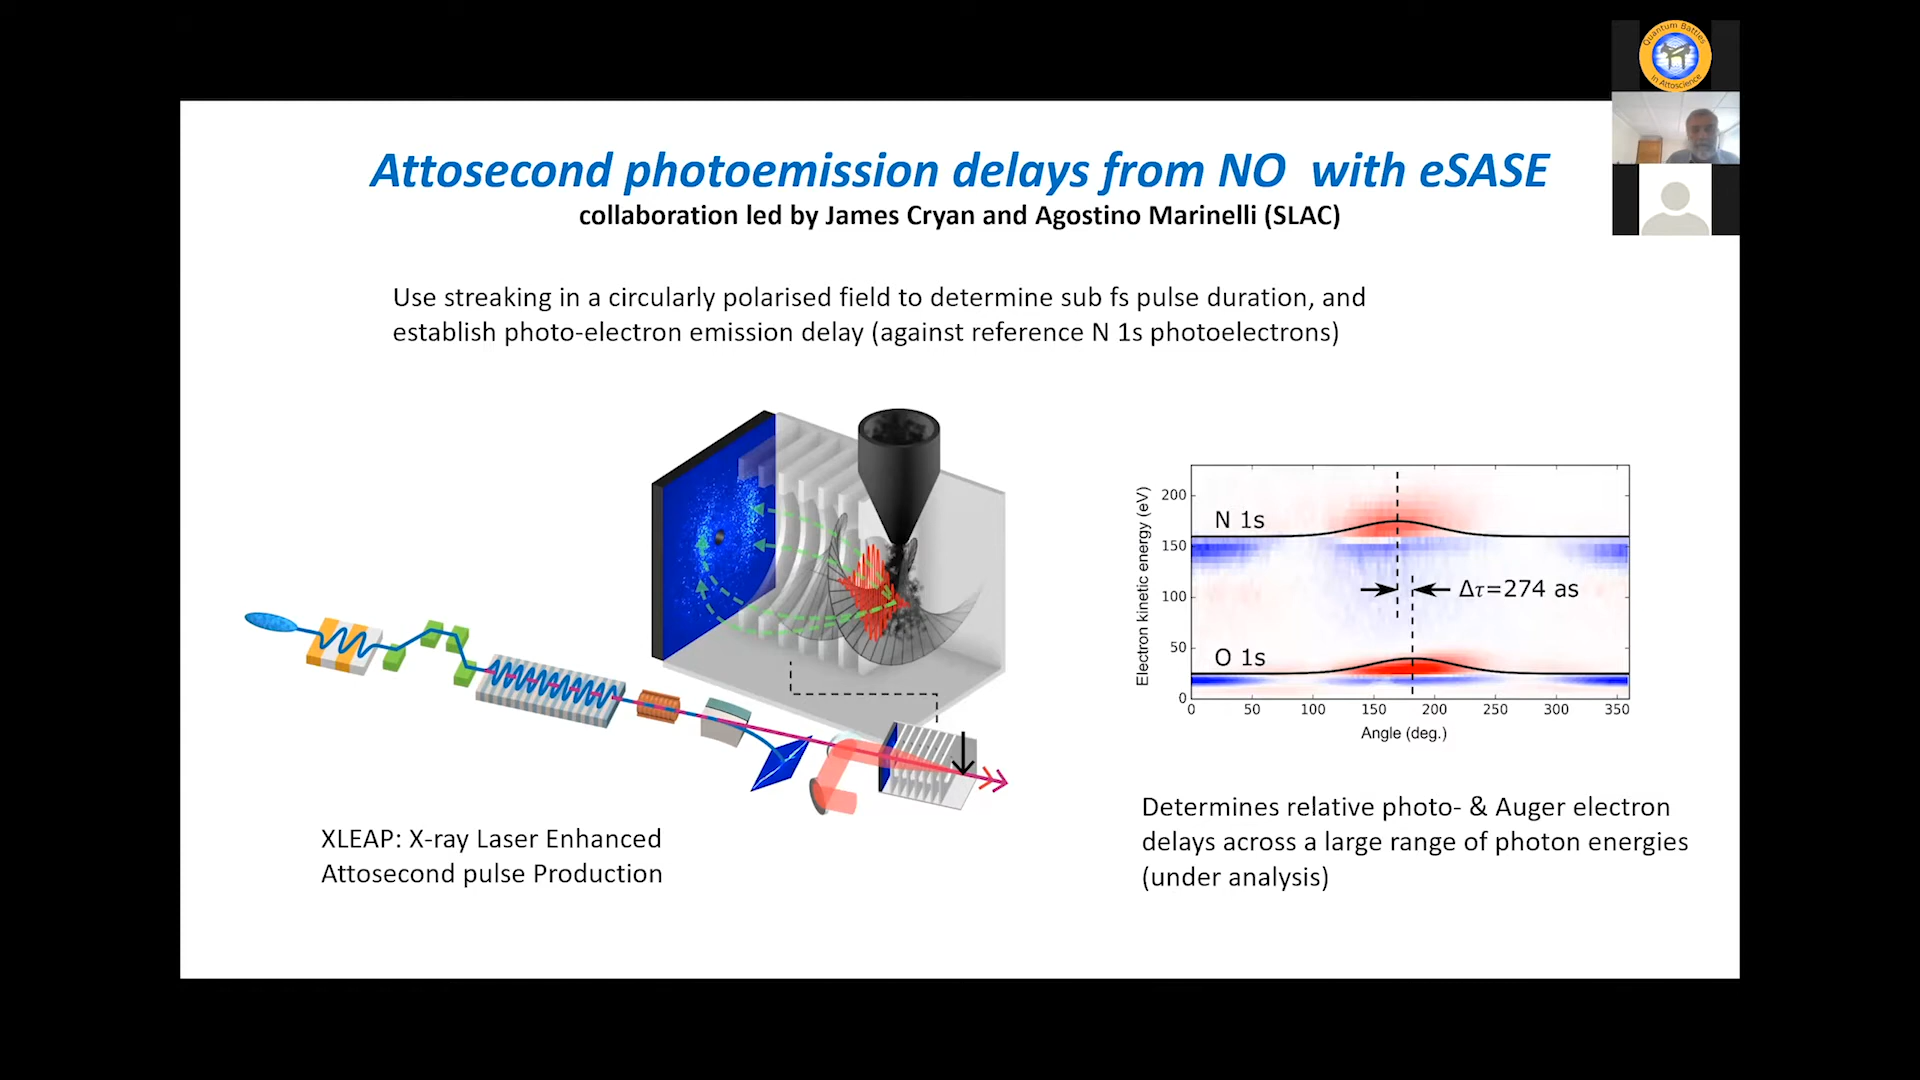 Quantum Battles
in Attoscience
Attosecond photoemission delays from NO with eSASE
collaboration led by James Cryan and Agostino Marinelli (SLAC)
Use streaking in a circularly polarised field to determine sub fs pulse duration, and
establish photo-electron emission delay (against reference N 1s photoelectrons)
Electron kinetic energy (eV)
200
150
100
50
0
N 1s
Δτ=274 as
O 1s
0 50 100 150 200 250 300 350
Angle (deg.)
XLEAP: X-ray Laser Enhanced
Attosecond pulse Production
Determines relative photo- & Auger electron
delays across a large range of photon energies
(under analysis)